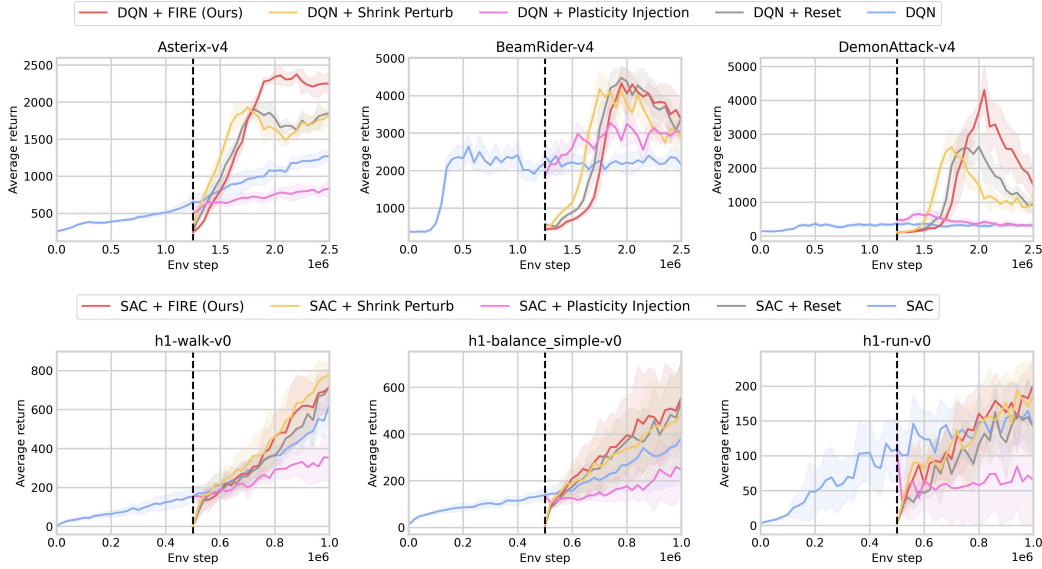 DQN + FIRE (Ours) DQN + Shrink Perturb DQN + Plasticity Injection DQN + Reset DQN
Asterix-v4 BeamRider-v4 DemonAttack-v4
Average return
2500
2000
1500
1000
500
0.0 0.5 1.0 1.5 2.0 2.5
Env step 1e6
Average return
5000
4000
3000
2000
1000
0.0 0.5 1.0 1.5 2.0 2.5
Env step 1e6
Average return
5000
4000
3000
2000
1000
0
0.0 0.5 1.0 1.5 2.0 2.5
Env step 1e6
SAC + FIRE (Ours) SAC + Shrink Perturb SAC + Plasticity Injection SAC + Reset SAC
h1-walk-v0 h1-balance_simple-v0 h1-run-v0
Average return
800
600
400
200
0
0.0 0.2 0.4 0.6 0.8 1.0
Env step 1e6
Average return
600
400
200
0
0.0 0.2 0.4 0.6 0.8 1.0
Env step 1e6
Average return
200
150
100
50
0
0.0 0.2 0.4 0.6 0.8 1.0
Env step 1e6